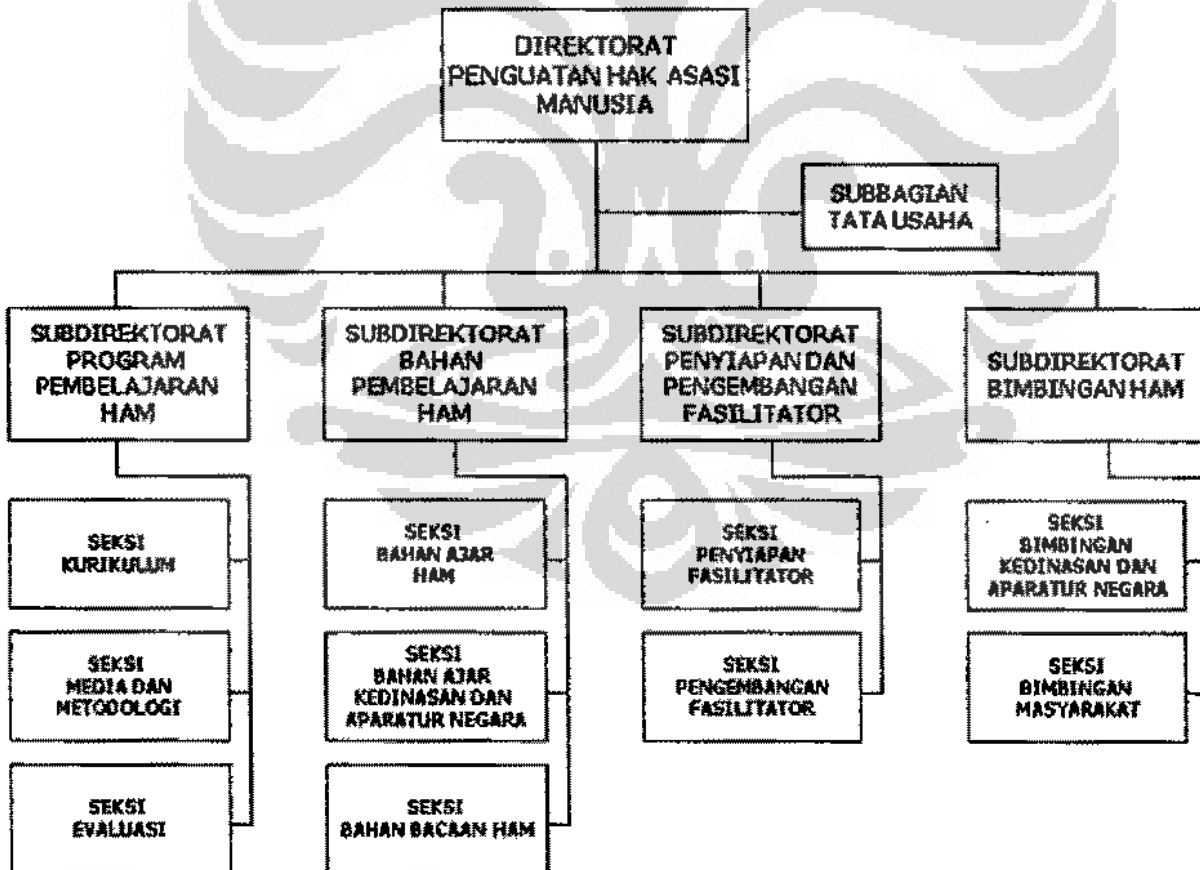 DIREKTORAT
PENGUATAN HAK ASASI
MANUSIA
SUBBAGIAN
TATA USAHA
SUBDIREKTORAT
PROGRAM
PEMBELAJARAN
HAM
SUBDIREKTORAT
BAHAN
PEMBELAJARAN
HAM
SUBDIREKTORAT
PENYIAPAN DAN
PENGEMBANGAN
FASILITATOR
SUBDIREKTORAT
BIMBINGAN HAM
SEKSI
KURIKULUM
SEKSI
BAHAN AJAR
HAM
SEKSI
PENYIAPAN
FASILITATOR
SEKSI
BIMBINGAN
KEDINASAN DAN
APARATUR NEGARA
SEKSI
MEDIA DAN
METODOLOGI
SEKSI
BAHAN AJAR
KEDINASAN DAN
APARATUR NEGARA
SEKSI
PENGEMBANGAN
FASILITATOR
SEKSI
BIMBINGAN
MASYARAKAT
SEKSI
EVALUASI
SEKSI
BAHAN BACAAN HAM